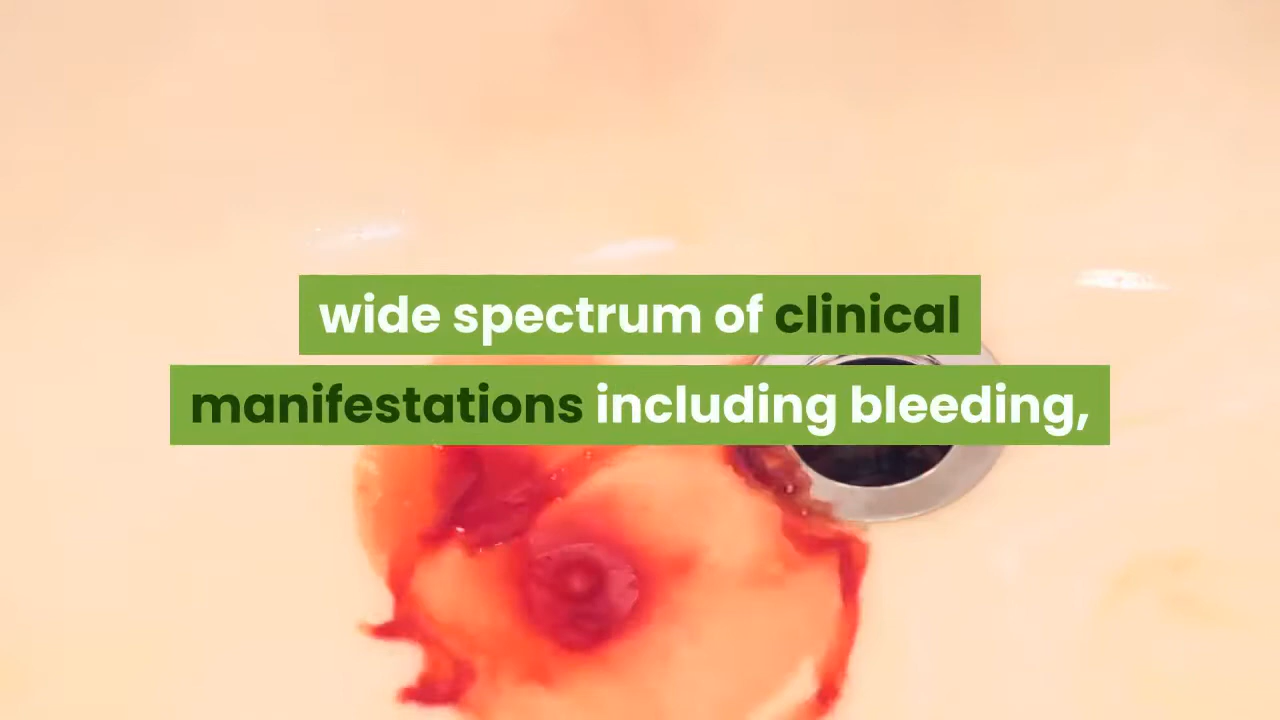 wide spectrum of clinical
manifestations including bleeding,